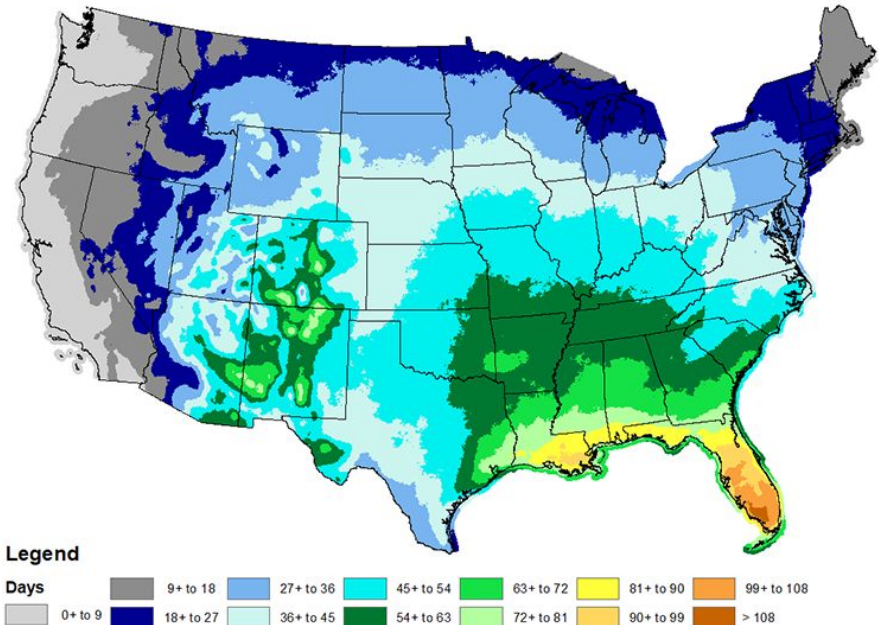 Legend
Days
9+ to 18 27+ to 36 45+ to 54 63+ to 72 81+ to 90 99+ to 108
0+ to 9 18+ to 27 36+ to 45 54+ to 63 72+ to 81 90+ to 99 > 108